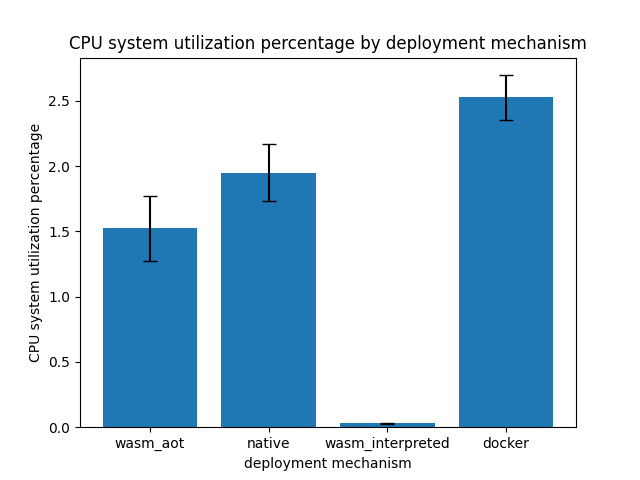 CPU system utilization percentage by deployment mechanism
CPU system utilization percentage
2.5
2.0
1.5
1.0
0.5
0.0
wasm_aot native wasm_interpreted docker
deployment mechanism